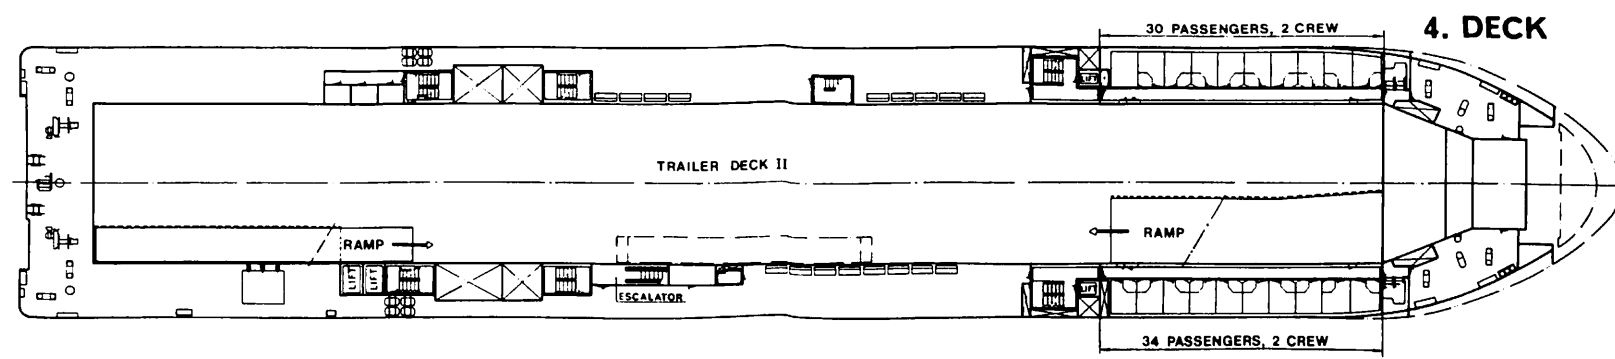 30 PASSENGERS, 2 CREW
4. DECK
LIFT
TRAILER DECK II
RAMP
RAMP
LIFT
LIFT
ESCALATOR
LIFT
34 PASSENGERS, 2 CREW